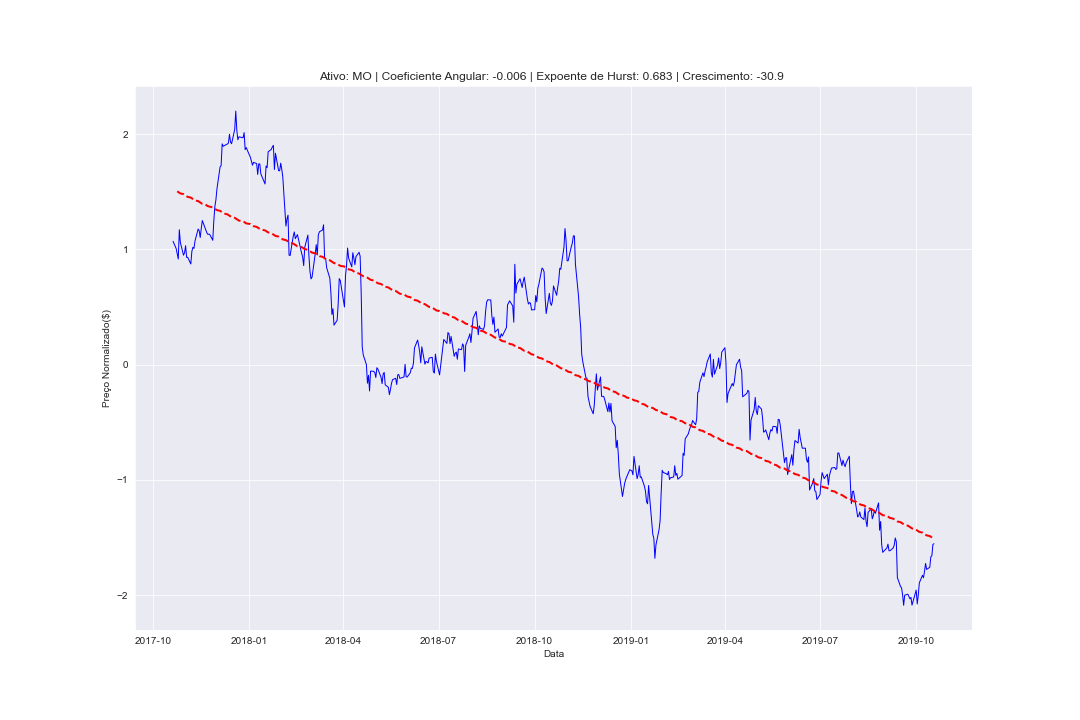 Ativo: MO | Coeficiente Angular: -0.006 | Expoente de Hurst: 0.683 | Crescimento: -30.9
2
1
0
−1
−2
Preço Normalizado($)
2017-10 2018-01 2018-04 2018-07 2018-10 2019-01 2019-04 2019-07 2019-10
Data